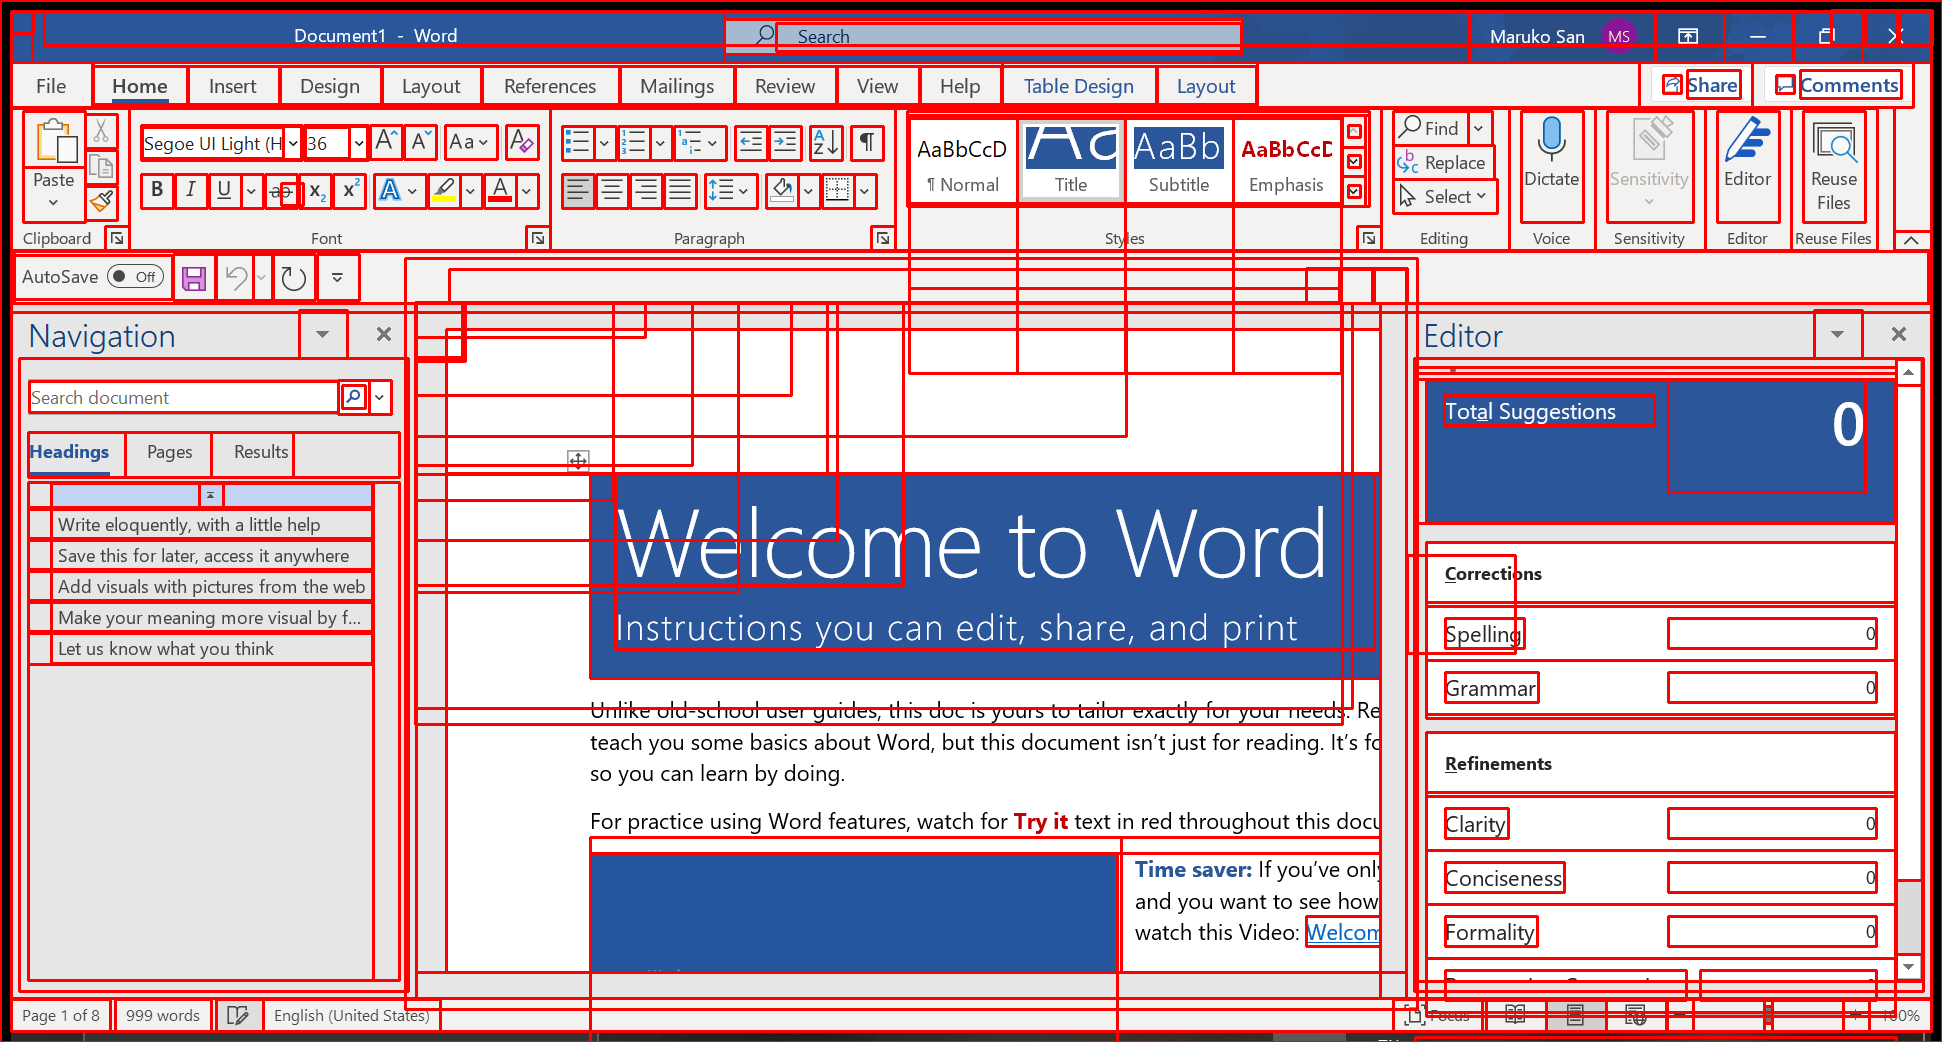 Document1 - Word
Search
Maruko San
MS
File
Home
Insert
Design
Layout
References
Mailings
Review
View
Help
Table Design
Layout
Share
Comments
Paste
Clipboard
Segoe UI Light (H
36
Aa
B I U ab x₂ x²
A
Font
Paragraph
AaBbCcD
¶ Normal
Title
AaBb
Subtitle
AaBbCcD
Emphasis
Styles
Find
Replace
Select
Editing
Dictate
Voice
Sensitivity
Sensitivity
Editor
Editor
Reuse
Files
Reuse Files
AutoSave
Off
Navigation
Search document
Headings
Pages
Results
Write eloquently, with a little help
Save this for later, access it anywhere
Add visuals with pictures from the web
Make your meaning more visual by f...
Let us know what you think
Welcome to Word
Instructions you can edit, share, and print
Unlike old-school user guides, this doc is yours to tailor exactly for your needs. Re
teach you some basics about Word, but this document isn't just for reading. It's fo
so you can learn by doing.
For practice using Word features, watch for Try it text in red throughout this docu
Time saver: If you've only
and you want to see how
watch this Video: Welcom
Editor
Total Suggestions
0
Corrections
Spelling
0
Grammar
0
Refinements
Clarity
0
Conciseness
0
Formality
0
Page 1 of 8
999 words
English (United States)
Focus
100%